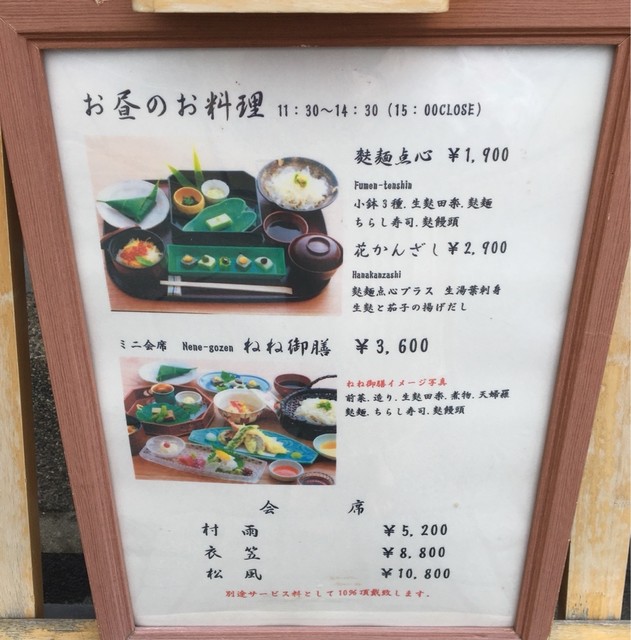 お昼のお料理 11：30〜14：30（15：00CLOSE）
麩麺点心 ￥1,900
Fumen-tenshin
小鉢3種.生麩田楽.麩麺
ちらし寿司.麩饅頭
花かんざし ￥2,900
Hanakanzashi
麩麺点心プラス 生湯葉刺身
生麩と茄子の揚げだし
ミニ会席 Nene-gozen ねね御膳 ￥3,600
ねね御膳イメージ写真
前菜.造り.生麩田楽.煮物.天婦羅
麩麺.ちらし寿司.麩饅頭
会席
村雨 ￥5,200
衣笠 ￥8,800
松風 ￥10,800
別途サービス料として10%頂戴致します.